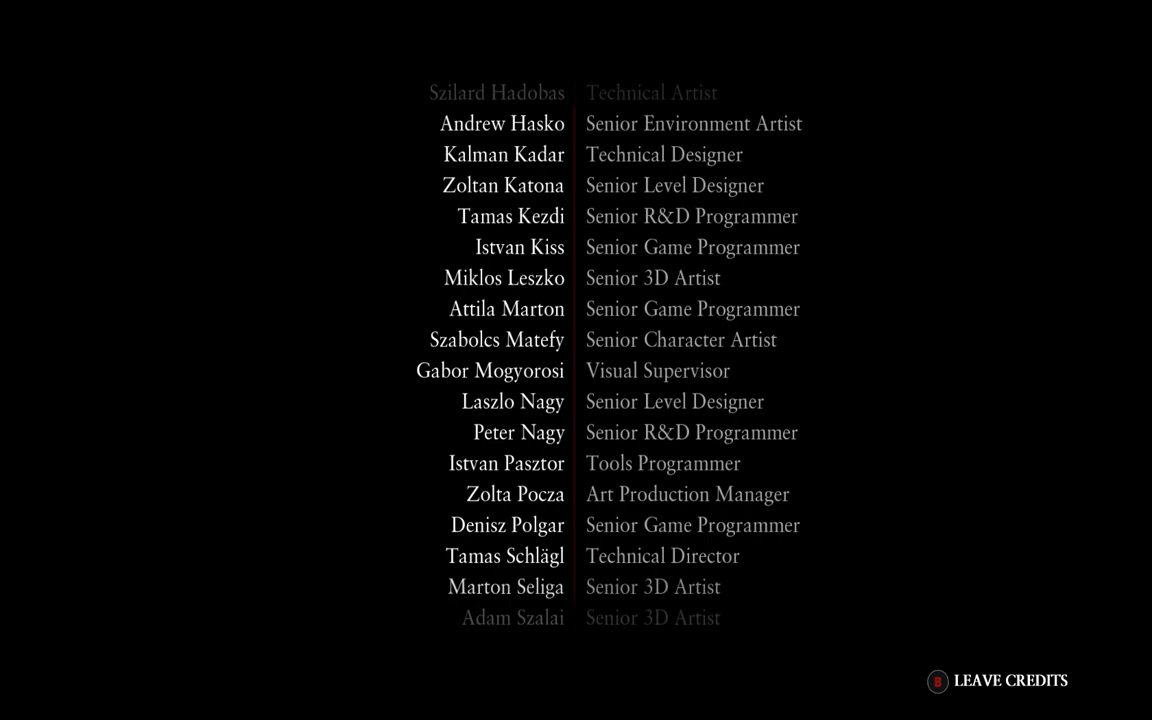 Szilard Hadobas Technical Artist
Andrew Hasko Senior Environment Artist
Kalman Kadar Technical Designer
Zoltan Katona Senior Level Designer
Tamas Kezdi Senior R&D Programmer
Istvan Kiss Senior Game Programmer
Miklos Leszko Senior 3D Artist
Attila Marton Senior Game Programmer
Szabolcs Matefy Senior Character Artist
Gabor Mogyorosi Visual Supervisor
Laszlo Nagy Senior Level Designer
Peter Nagy Senior R&D Programmer
Istvan Pasztor Tools Programmer
Zolta Pocza Art Production Manager
Denisz Polgar Senior Game Programmer
Tamas Schlägl Technical Director
Marton Seliga Senior 3D Artist
Adam Szalai Senior 3D Artist
B LEAVE CREDITS